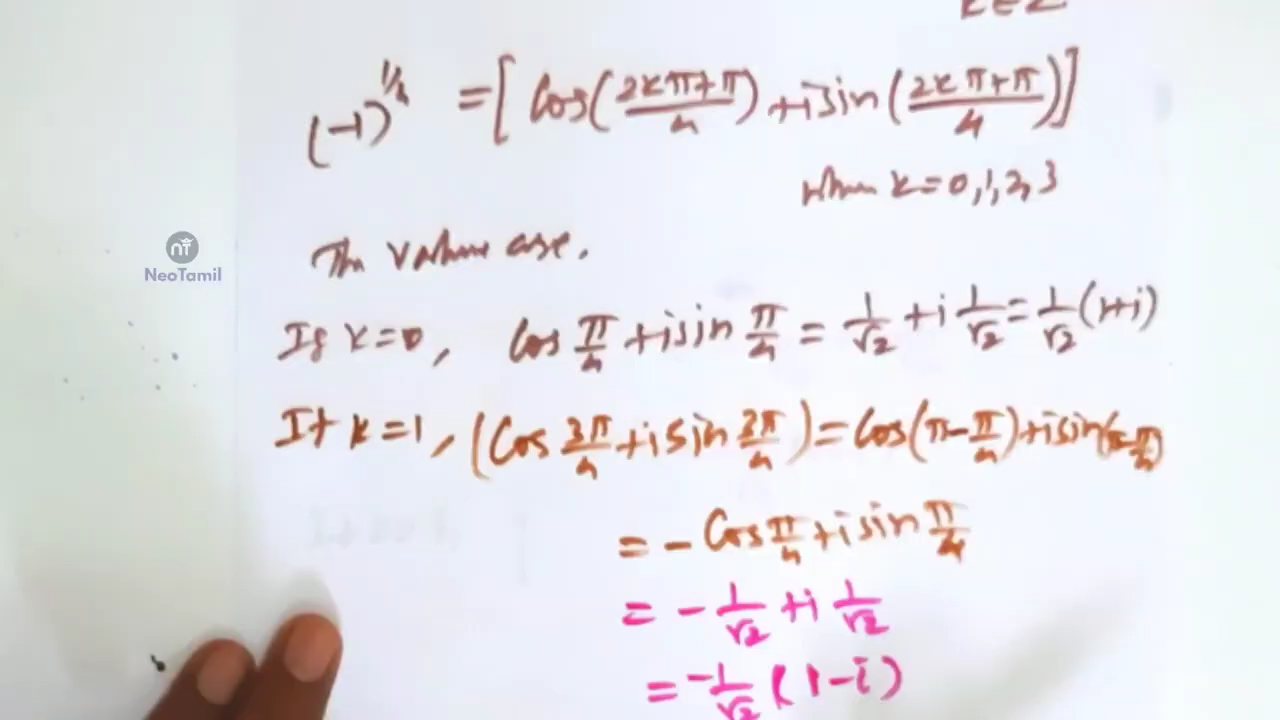 k∈Z
(-1)^{1/4} = [cos(2kπ+π/4) + i sin(2kπ+π/4)]
when k=0,1,2,3
The value are.
nT
NeoTamil
If k=0, cos π/4 + i sin π/4 = 1/√2 + i 1/√2 = 1/√2 (1+i)
If k=1, (cos 3π/4 + i sin 3π/4) = cos(π-π/4) + i sin(π-π/4)
= - cos π/4 + i sin π/4
= - 1/√2 + i 1/√2
= -1/√2 (1-i)